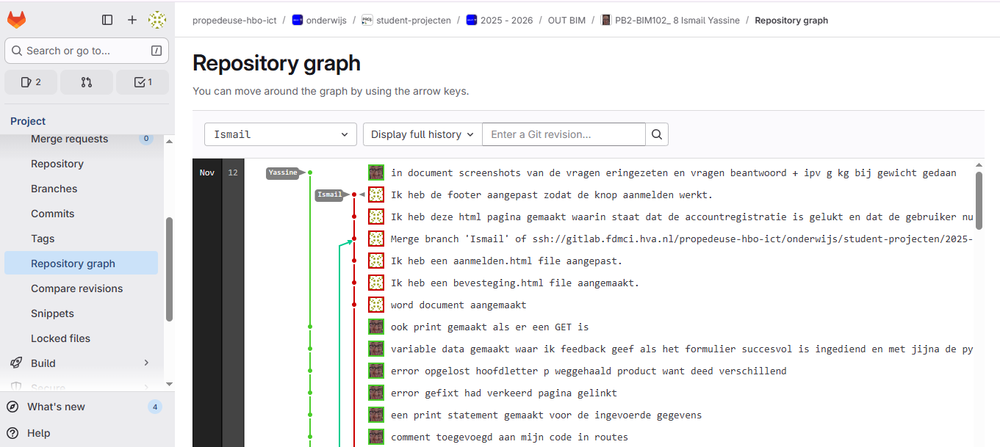 propedeuse-hbo-ict / onderwijs / student-projecten / 2025 - 2026 / OUT BIM / PB2-BIM102_ 8 Ismail Yassine / Repository graph
Search or go to... /
2 1
Project
Merge requests 0
Repository
Branches
Commits
Tags
Repository graph
Compare revisions
Snippets
Locked files
Build
Secure
What's new 4
Help
Repository graph
You can move around the graph by using the arrow keys.
Ismail Display full history Enter a Git revision...
Nov 12 Yassine in document screenshots van de vragen eringezeten en vragen beantwoord + ipv g kg bij gewicht gedaan
Ismail Ik heb de footer aangepast zodat de knop aanmelden werkt.
Ik heb deze html pagina gemaakt waarin staat dat de accountregistratie is gelukt en dat de gebruiker nu
Merge branch 'Ismail' of ssh://gitlab.fdmci.hva.nl/propedeuse-hbo-ict/onderwijs/student-projecten/2025-
Ik heb een aanmelden.html file aangepast.
Ik heb een bevesteging.html file aangemaakt.
word document aangemaakt
ook print gemaakt als er een GET is
variable data gemaakt waar ik feedback geef als het formulier succesvol is ingediend en met jijna de py
error opgelost hoofdletter p weggehaald product want deed verschillend
error gefixt had verkeerd pagina gelinkt
een print statement gemaakt voor de ingevoerde gegevens
comment toegevoegd aan mijn code in routes